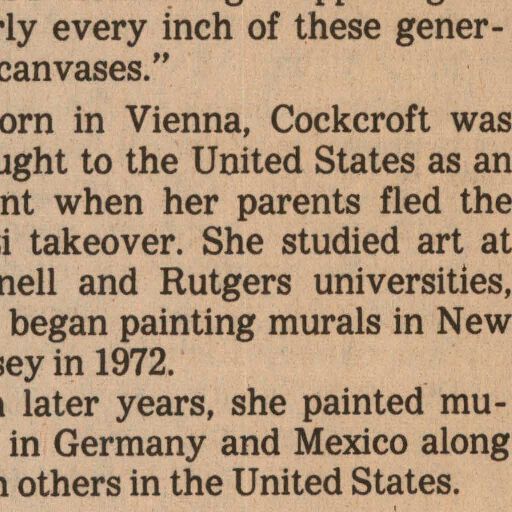 rly every inch of these gener-
canvases.”
orn in Vienna, Cockcroft was
ught to the United States as an
nt when her parents fled the
i takeover. She studied art at
nell and Rutgers universities,
began painting murals in New
sey in 1972.
later years, she painted mu-
in Germany and Mexico along
others in the United States.